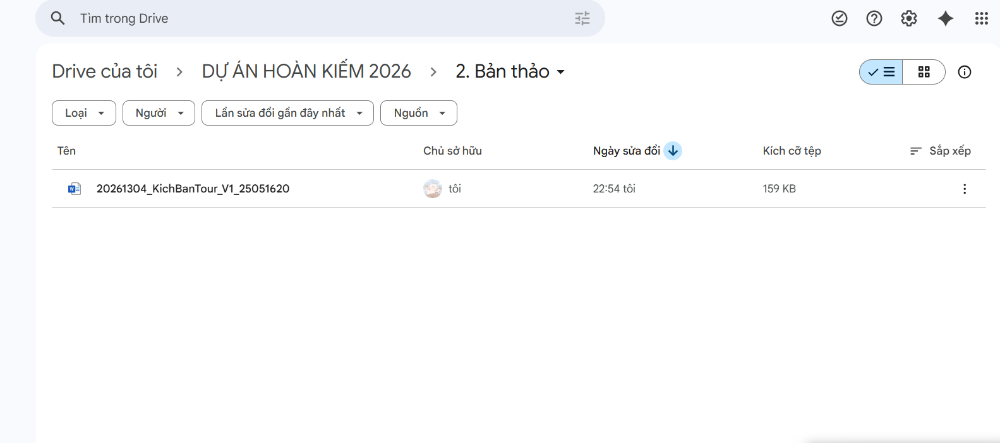 Tìm trong Drive
Drive của tôi > DỰ ÁN HOÀN KIẾM 2026 > 2. Bản thảo
Loại Người Lần sửa đổi gần đây nhất Nguồn
Tên Chủ sở hữu Ngày sửa đổi Kích cỡ tệp Sắp xếp
20261304_KichBanTour_V1_25051620 tôi 22:54 tôi 159 KB